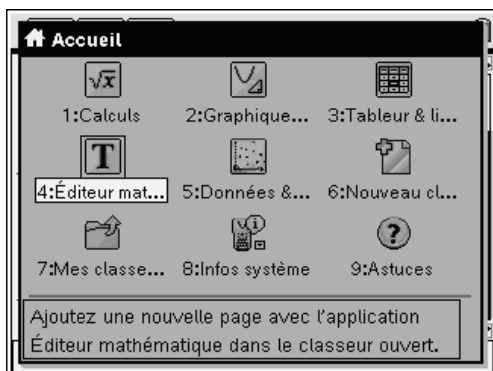 Accueil
1:Calculs 2:Graphique... 3:Tableur & li...
4:Éditeur mat... 5:Données &... 6:Nouveau cl...
7:Mes classe... 8:Infos système 9:Astuces
Ajoutez une nouvelle page avec l'application
Éditeur mathématique dans le classeur ouvert.